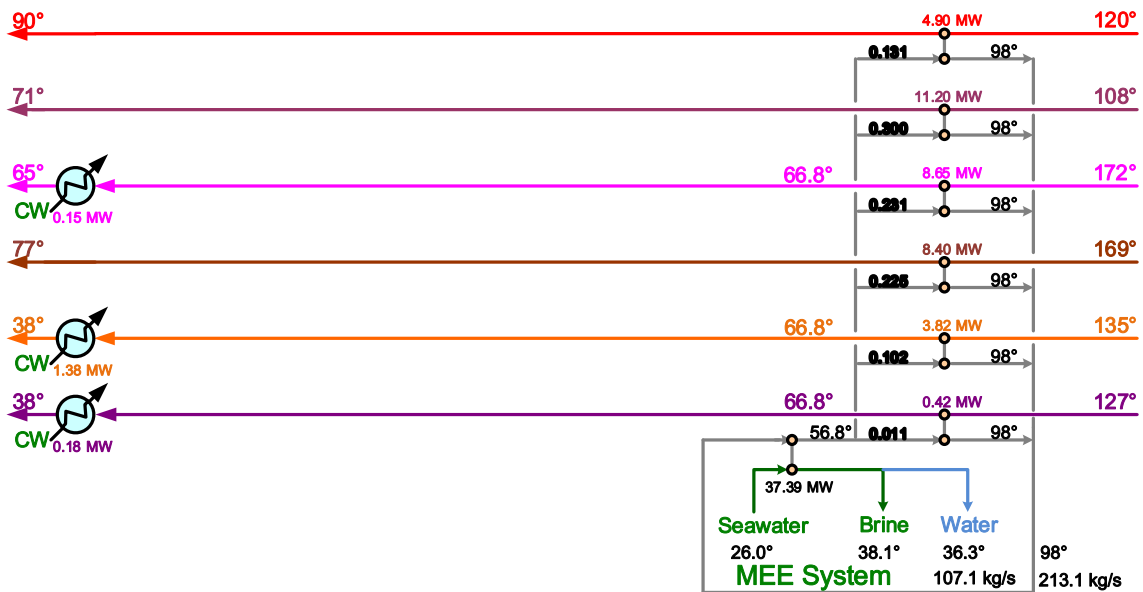 90° 4.90 MW 120°
0.131 98°
71° 11.20 MW 108°
0.300 98°
65° 66.8° 8.65 MW 172°
CW 0.15 MW 0.231 98°
77° 8.40 MW 169°
0.225 98°
38° 66.8° 3.82 MW 135°
CW 1.38 MW 0.102 98°
38° 66.8° 0.42 MW 127°
CW 0.18 MW 56.8° 0.011 98°
37.39 MW
Seawater Brine Water
26.0° 38.1° 36.3° 98°
MEE System 107.1 kg/s 213.1 kg/s